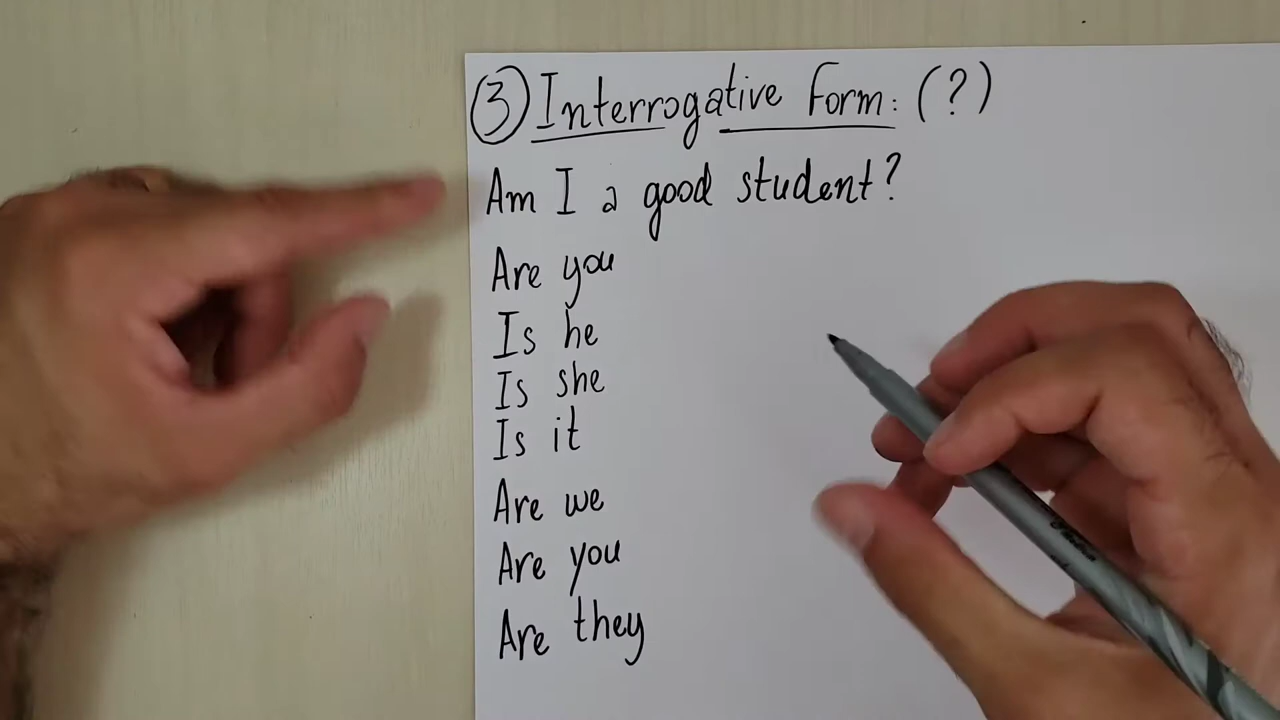 ③ Interrogative Form: (?)
Am I a good student?
Are you
Is he
Is she
Is it
Are we
Are you
Are they